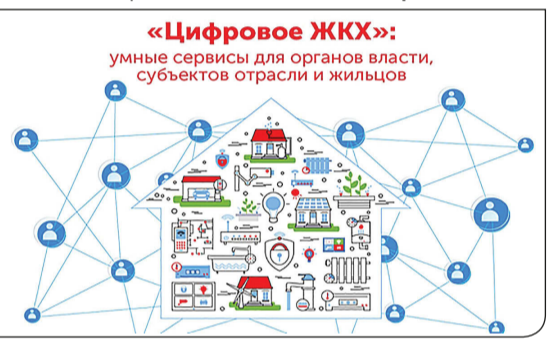 «Цифровое ЖКХ»:
умные сервисы для органов власти,
субъектов отрасли и жильцов